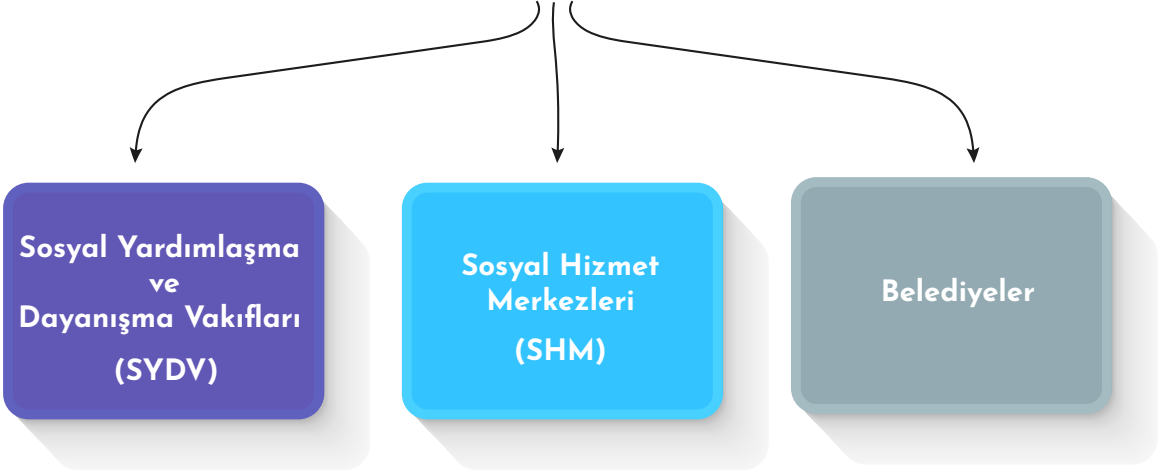 Sosyal Yardımlaşma
ve
Dayanışma Vakıfları
(SYDV)
Sosyal Hizmet
Merkezleri
(SHM)
Belediyeler